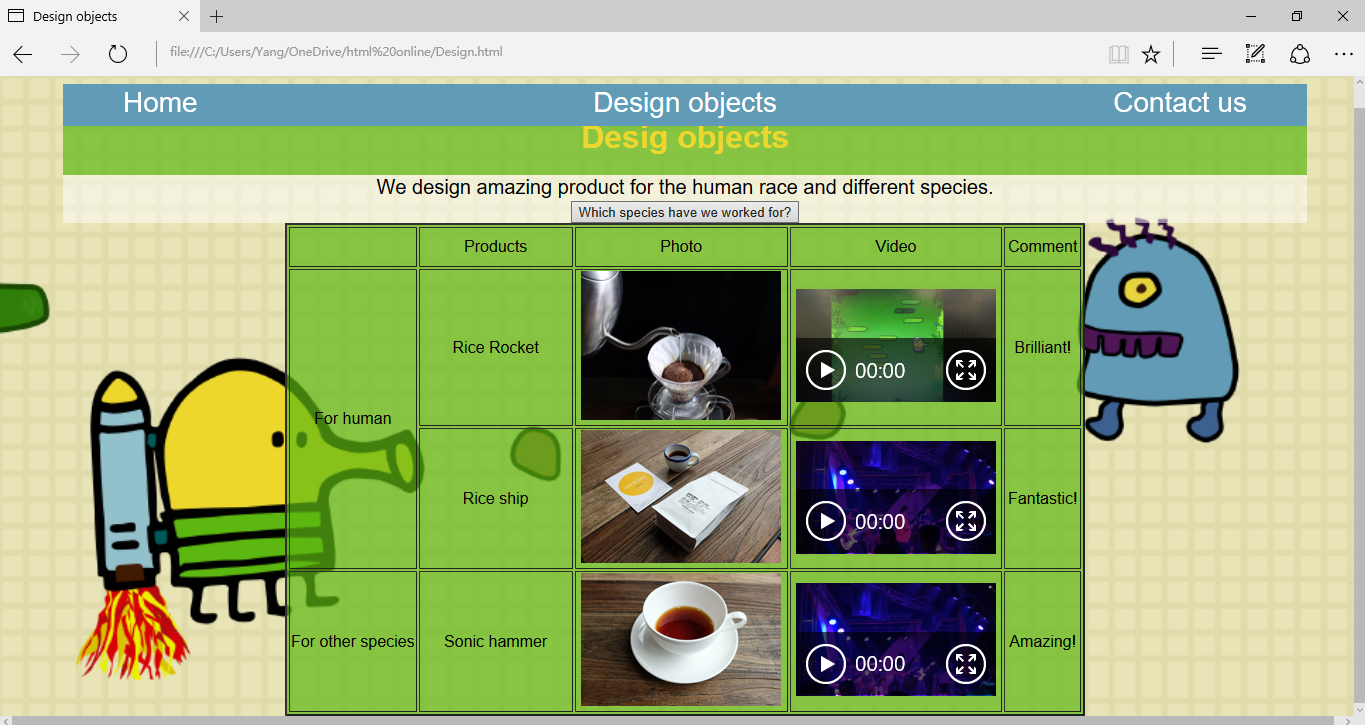 Design objects
file:///C:/Users/Yang/OneDrive/html%20online/Design.html
Home Design objects Contact us
Desig objects
We design amazing product for the human race and different species.
Which species have we worked for?
Products Photo Video Comment
For human
Rice Rocket
00:00
Brilliant!
Rice ship
00:00
Fantastic!
For other species
Sonic hammer
00:00
Amazing!